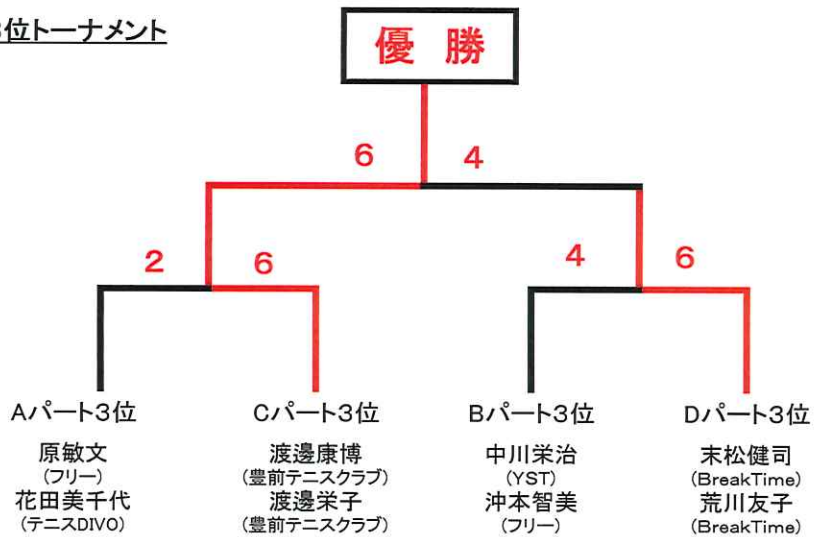 位トーナメント
優 勝
6 4
2 6 4 6
Aパート3位 Cパート3位 Bパート3位 Dパート3位
原敏文 渡邊康博 中川栄治 末松健司
(フリー) (豊前テニスクラブ) (YST) (BreakTime)
花田美千代 渡邊栄子 沖本智美 荒川友子
(テニスDIVO) (豊前テニスクラブ) (フリー) (BreakTime)